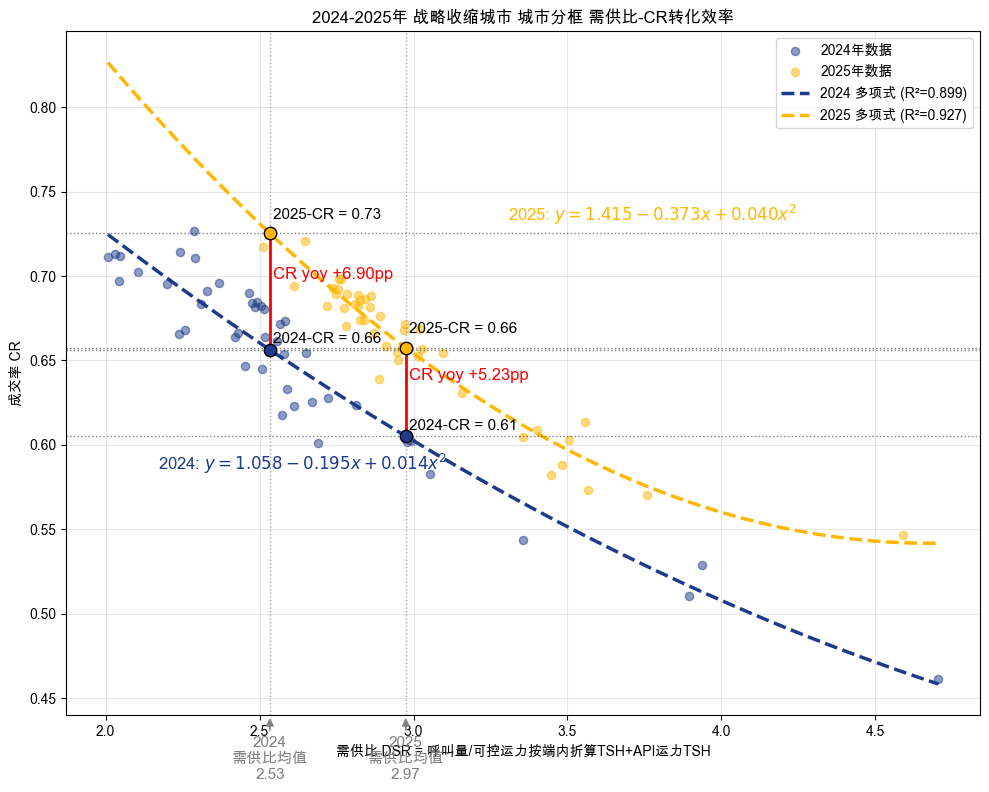 2024-2025年 战略收缩城市 城市分框 需供比-CR转化效率
2024年数据
2025年数据
2024 多项式 (R²=0.899)
2025 多项式 (R²=0.927)
成交率 CR
0.80
0.75
0.70
0.65
0.60
0.55
0.50
0.45
2025-CR = 0.73
2025: y = 1.415 − 0.373x + 0.040x²
CR yoy +6.90pp
2024-CR = 0.66
2025-CR = 0.66
CR yoy +5.23pp
2024-CR = 0.61
2024: y = 1.058 − 0.195x + 0.014x²
2.0
2.5
3.0
3.5
4.0
4.5
需供比 DSR = 呼叫量/可控运力按端内折算TSH+API运力TSH
2024
需供比均值
2.53
2025
需供比均值
2.97